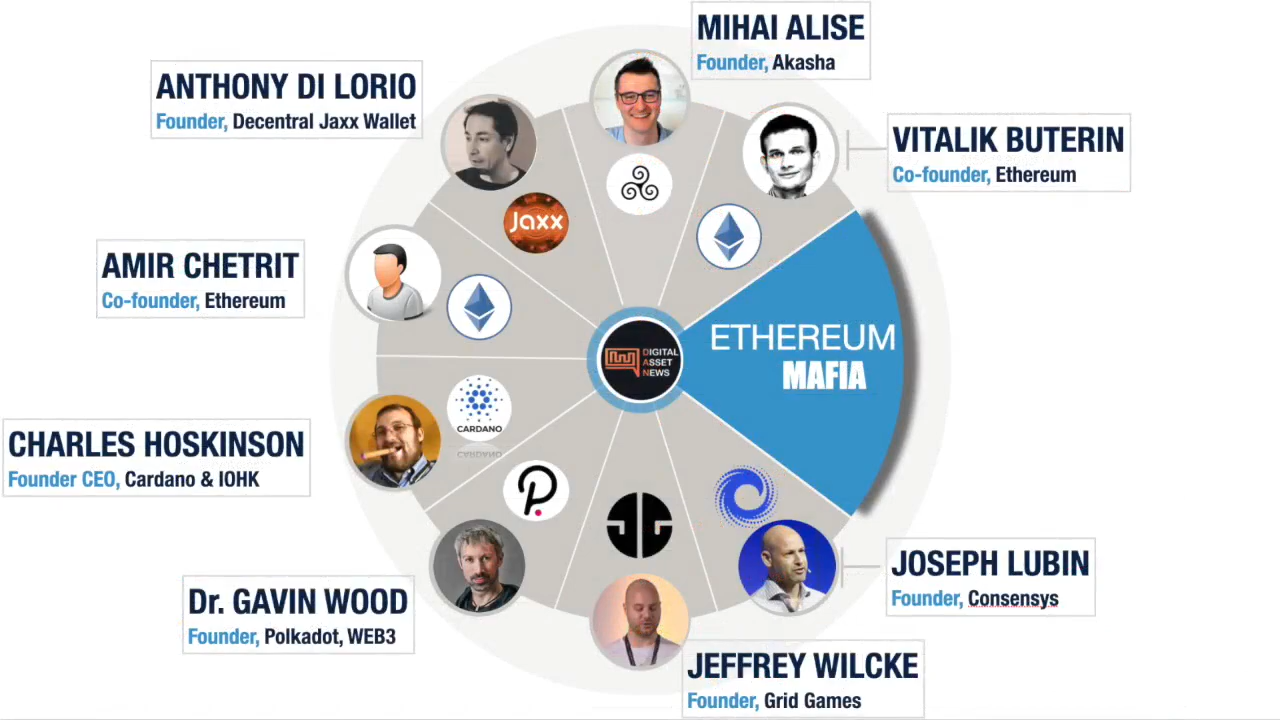 MIHAI ALISE
Founder, Akasha
ANTHONY DI LORIO
Founder, Decentral Jaxx Wallet
VITALIK BUTERIN
Co-founder, Ethereum
Jaxx
AMIR CHETRIT
Co-founder, Ethereum
ETHEREUM
MAFIA
DIGITAL
ASSET
NEWS
CARDANO
CARDANO
CHARLES HOSKINSON
Founder CEO, Cardano & IOHK
JOSEPH LUBIN
Founder, Consensys
Dr. GAVIN WOOD
Founder, Polkadot, WEB3
JEFFREY WILCKE
Founder, Grid Games